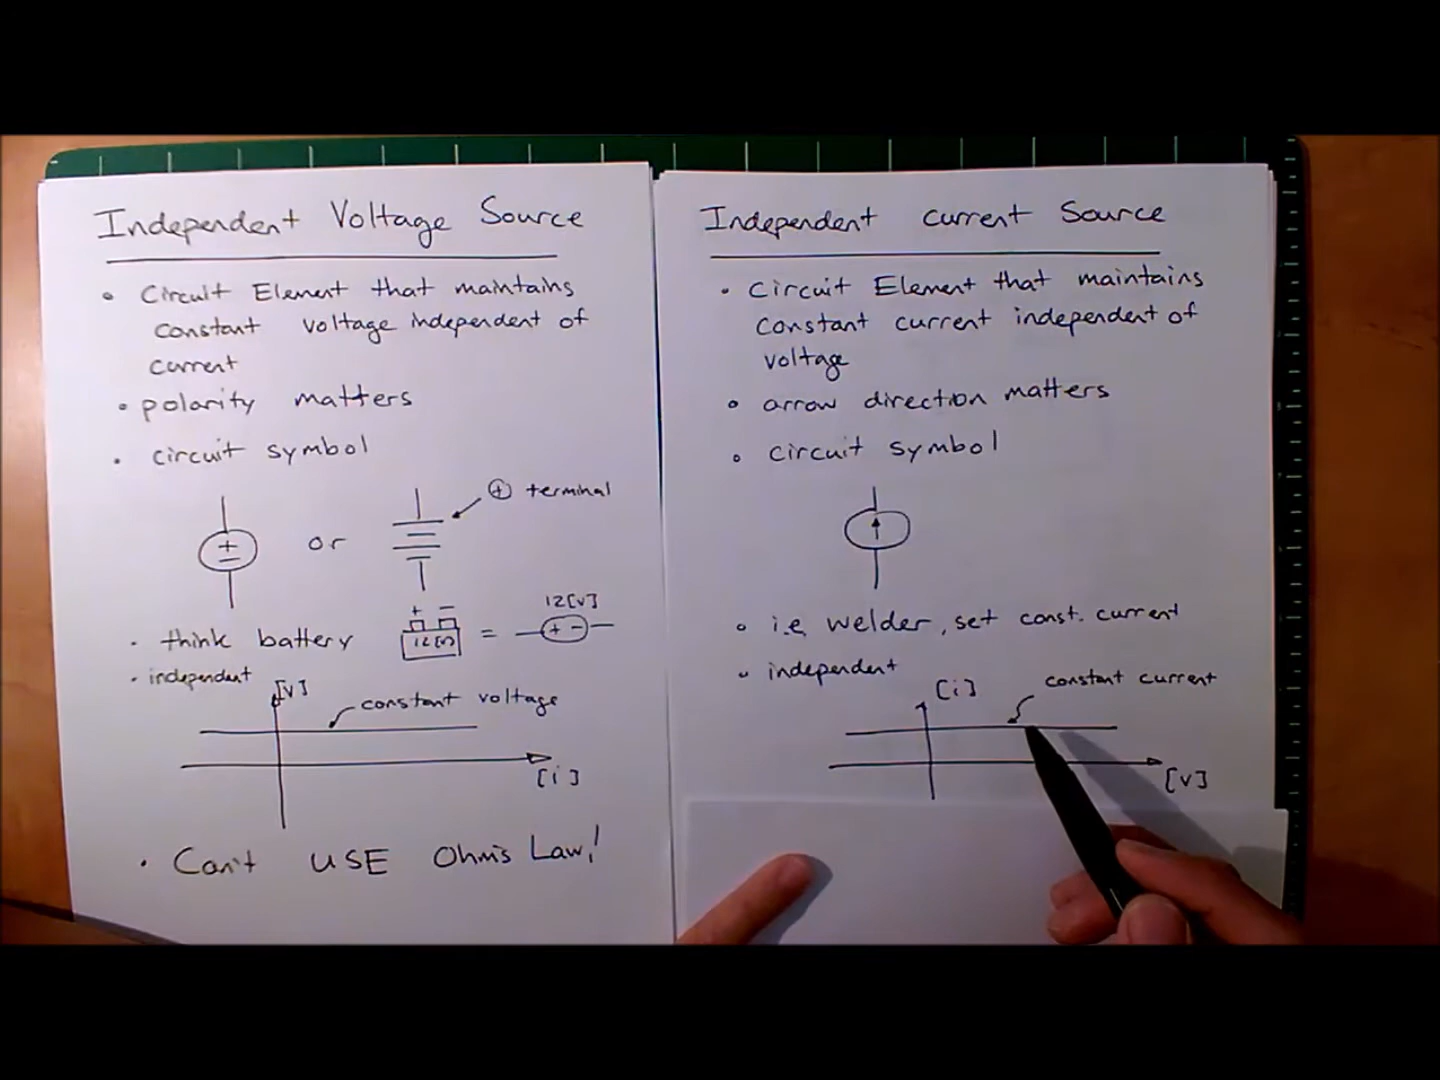 Independent Voltage Source
• Circuit Element that maintains
constant voltage independent of
current
• polarity matters
• circuit symbol
+
−
or
⊕ terminal
• think battery
+ −
12[v]
=
12[v]
+ −
• independent
[v]
constant voltage
[i]
• Can't USE Ohm's Law!
Independent current Source
• Circuit Element that maintains
constant current independent of
voltage
• arrow direction matters
• circuit symbol
• i.e. welder, set const. current
• independent
[i]
constant current
[v]